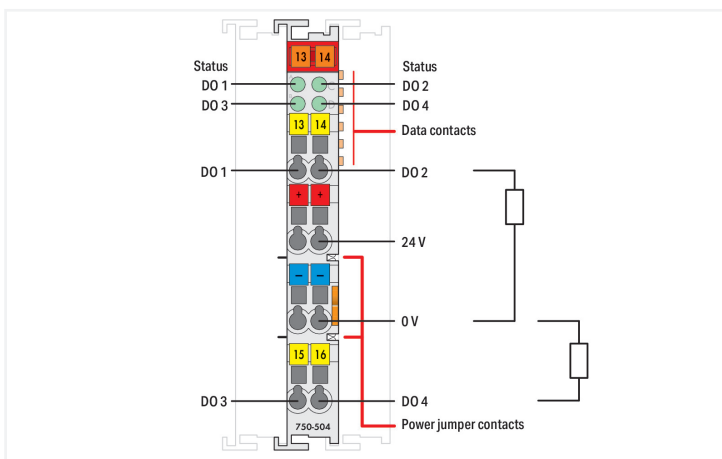 13 14
Status Status
DO 1 DO 2
DO 3 DO 4
13 14
Data contacts
DO 1 DO 2
+ +
24 V
– –
0 V
15 16
DO 3 DO 4
Power jumper contacts
750-504